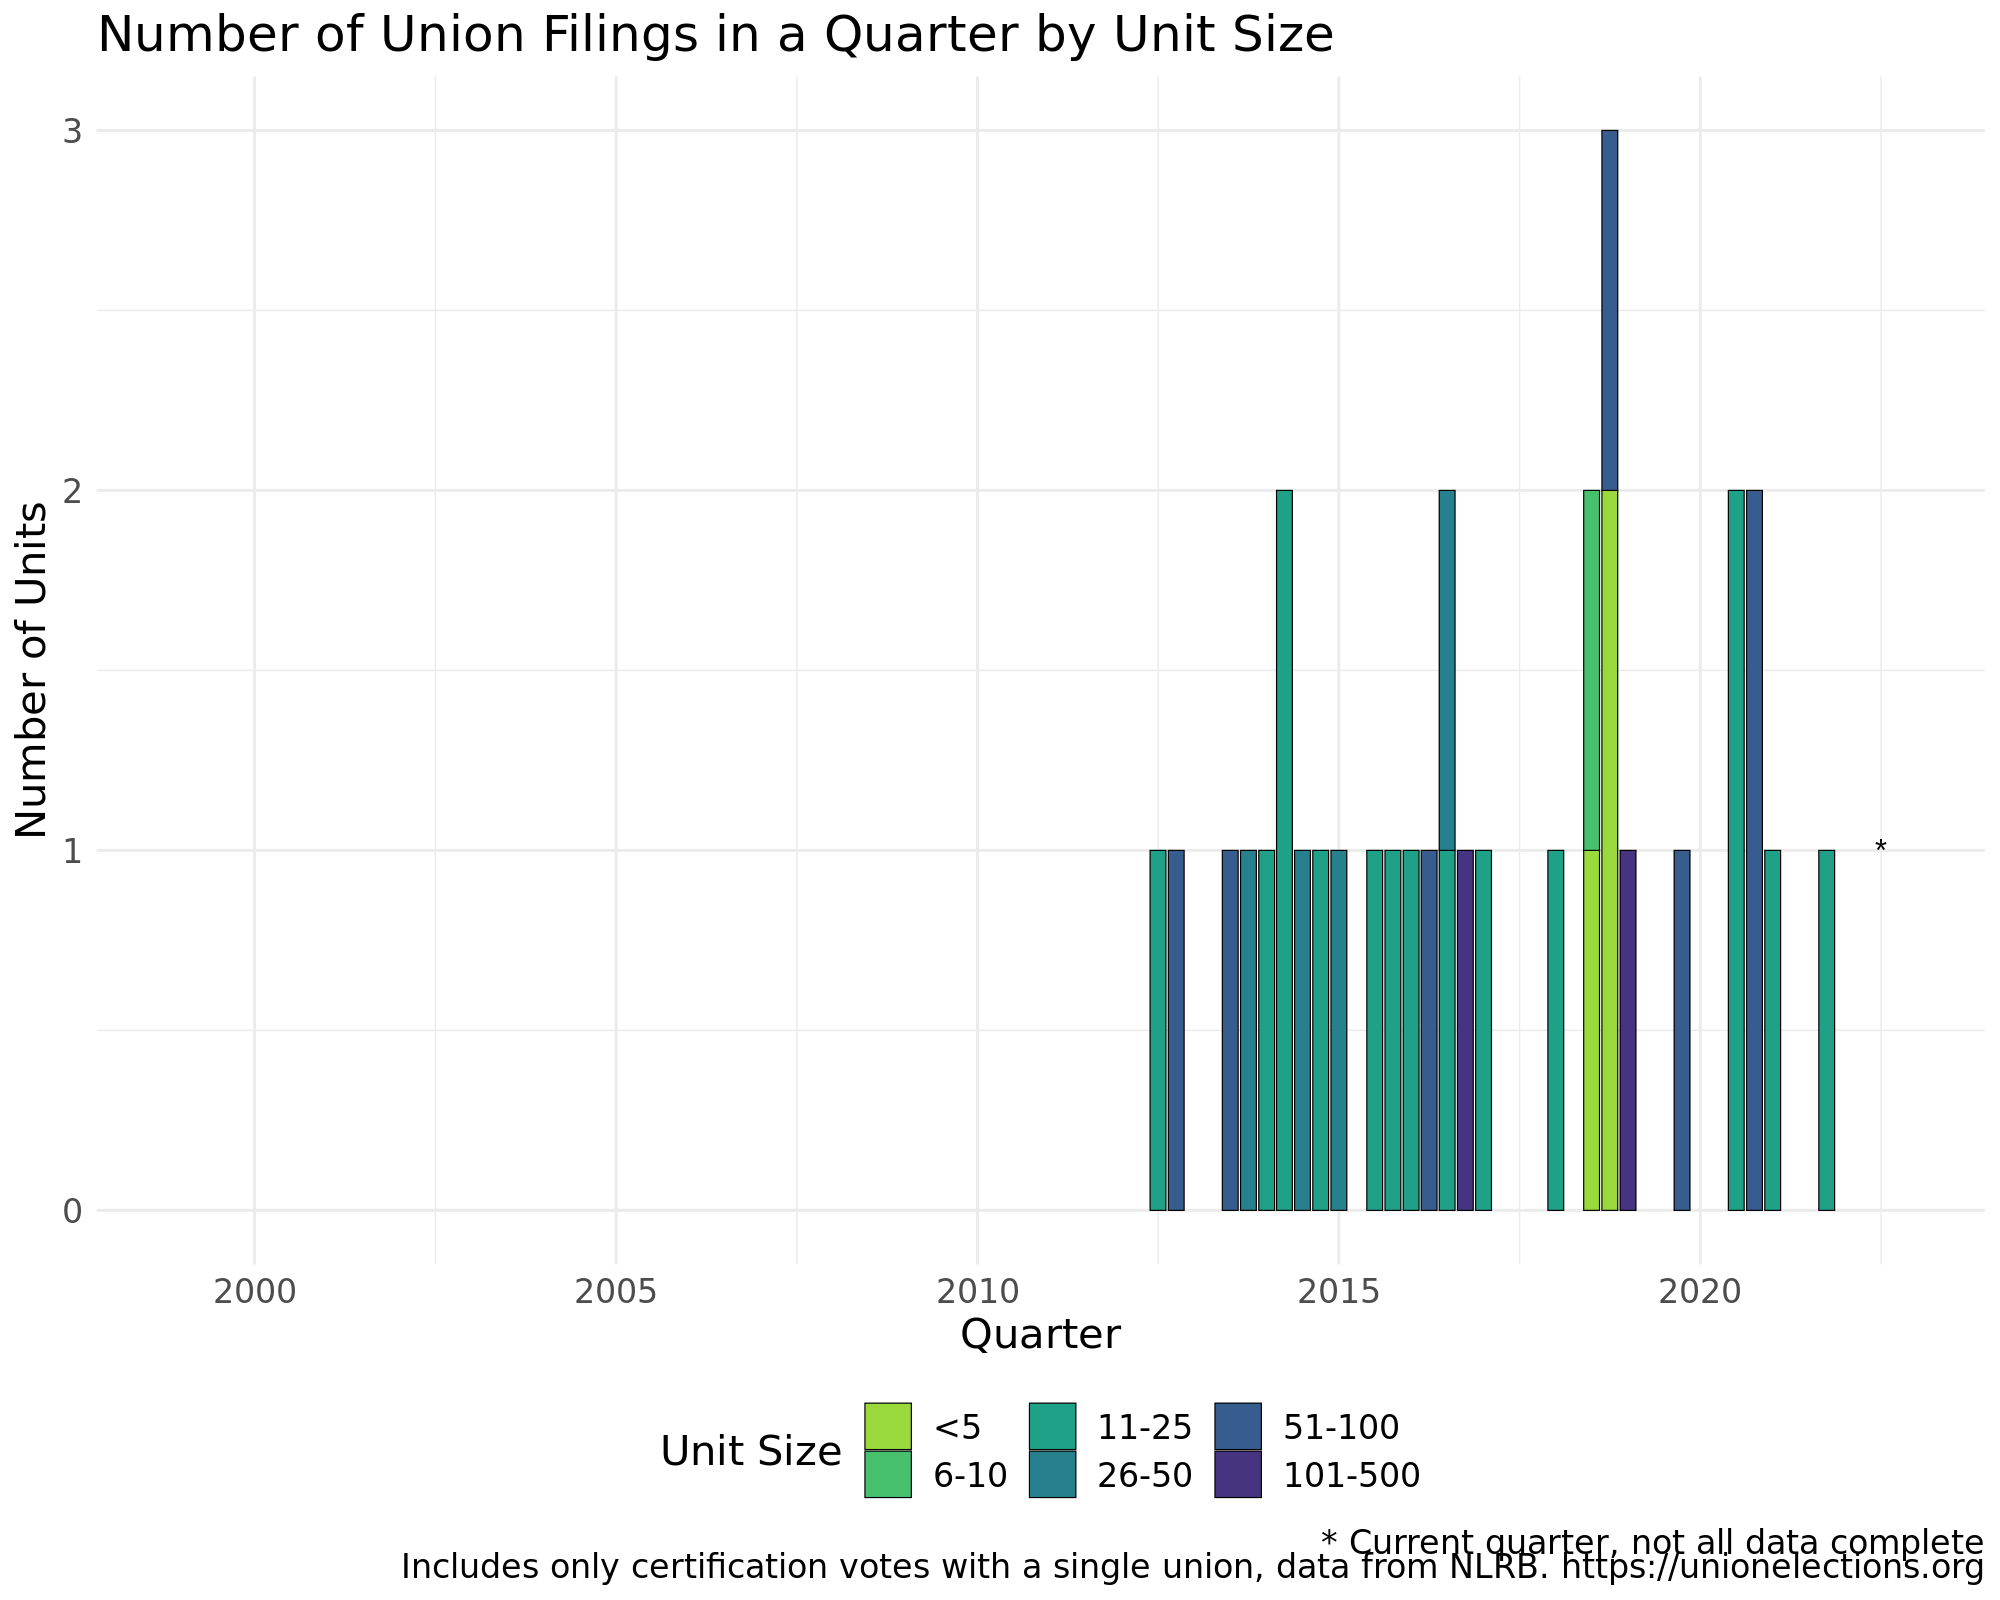 Number of Union Filings in a Quarter by Unit Size
Number of Units
3
2
1
0
*
2000 2005 2010 2015 2020
Quarter
Unit Size
<5 11-25 51-100
6-10 26-50 101-500
* Current quarter, not all data complete
Includes only certification votes with a single union, data from NLRB. https://unionelections.org